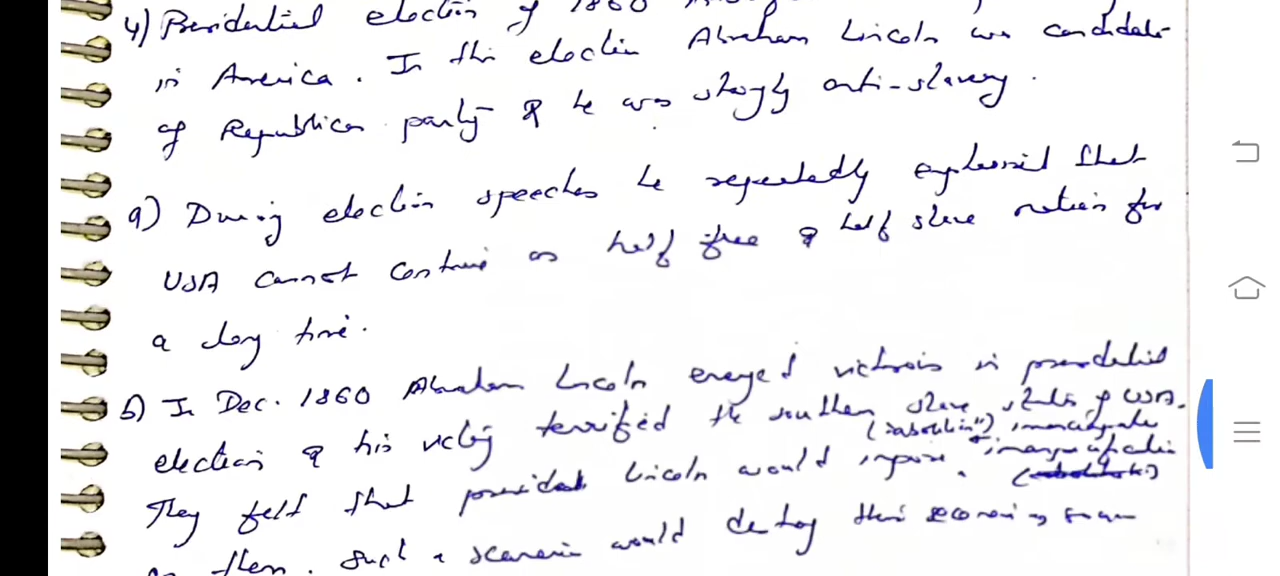 4) Presidential election of 1860
in America. In this election Abraham Lincoln was candidate
of Republican party & he was strongly anti-slavery.
a) During election speeches he repeatedly explained that
USA cannot continue as half free & half slave nation for
a long time.
5) In Dec. 1860 Abraham Lincoln emerged victorious in presidential
election & his victory terrified the southern slave states of USA.
("abolition")
They felt that president Lincoln would impose
on them. Such a scenario would destroy their economy